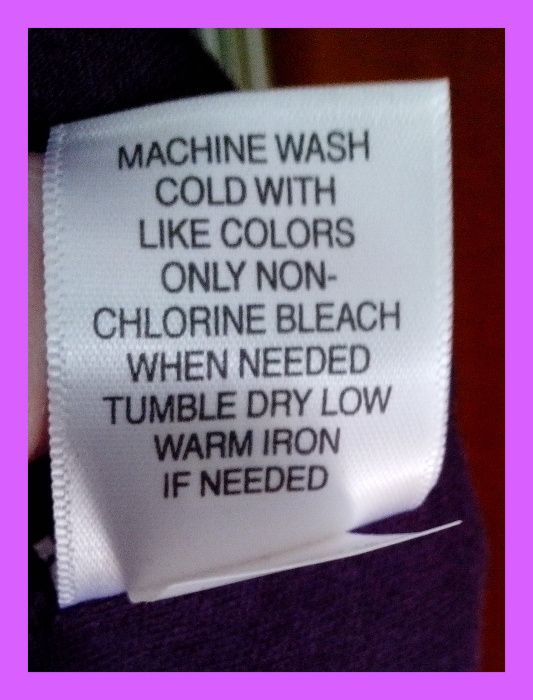 MACHINE WASH
COLD WITH
LIKE COLORS
ONLY NON-
CHLORINE BLEACH
WHEN NEEDED
TUMBLE DRY LOW
WARM IRON
IF NEEDED